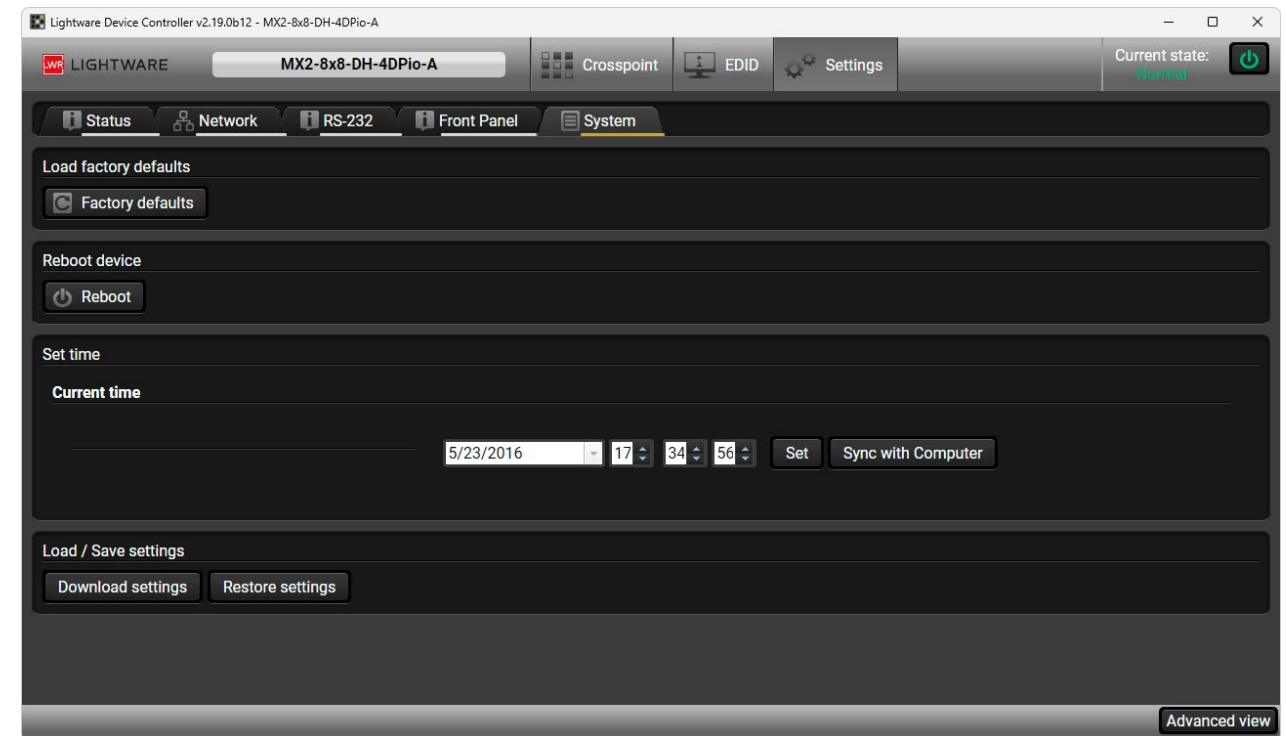 Lightware Device Controller v2.19.0b12 - MX2-8x8-DH-4DPio-A
LWR LIGHTWARE MX2-8x8-DH-4DPio-A Crosspoint EDID Settings Current state:
Normal
Status Network RS-232 Front Panel System
Load factory defaults
Factory defaults
Reboot device
Reboot
Set time
Current time
5/23/2016 17 34 56 Set Sync with Computer
Load / Save settings
Download settings Restore settings
Advanced view